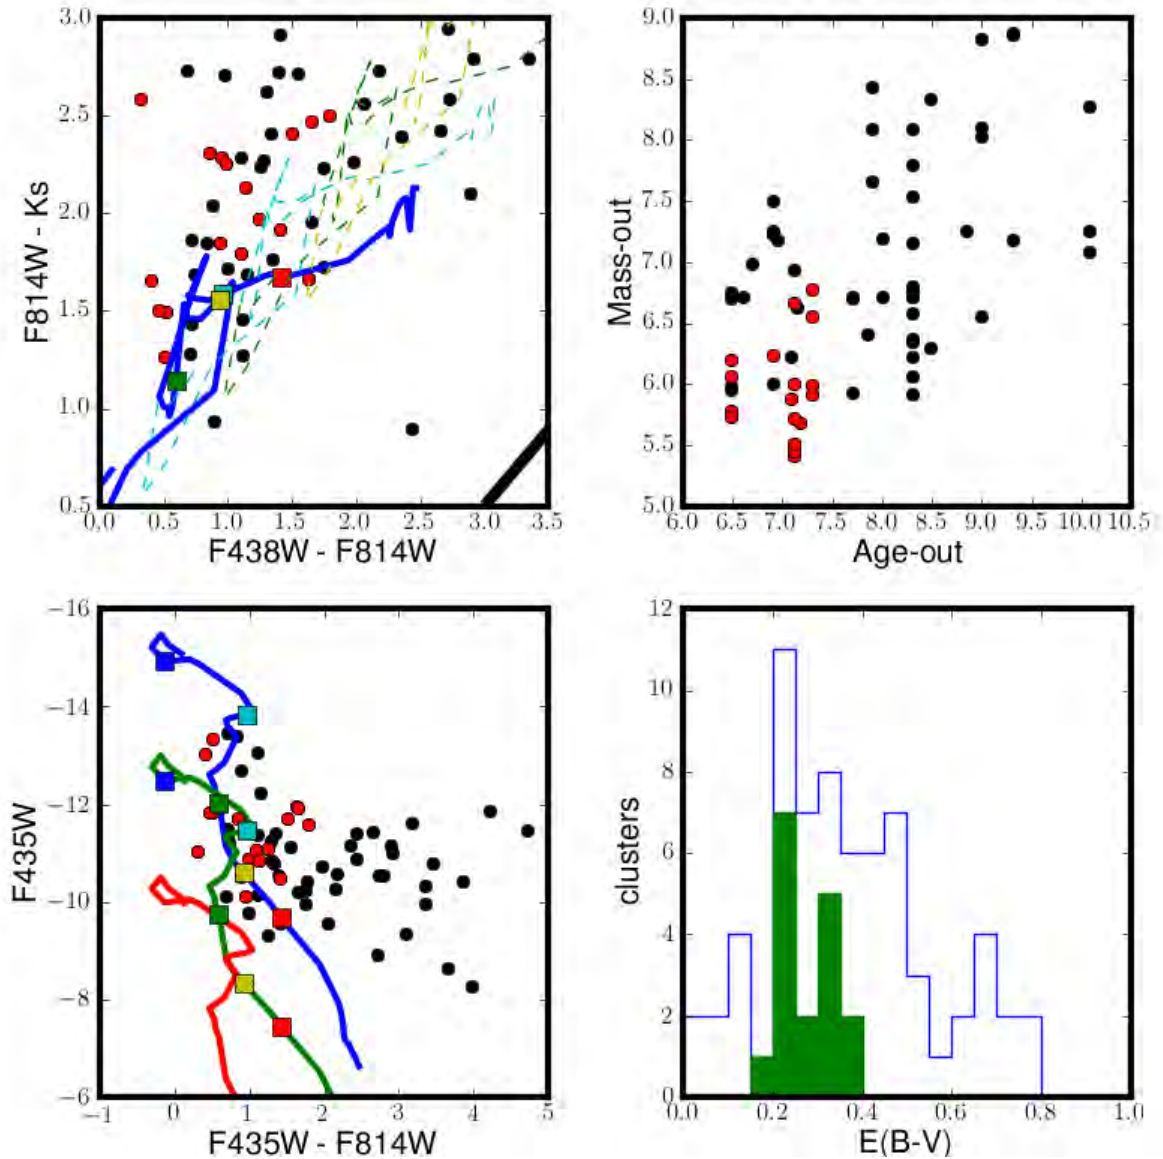 3.0
2.5
2.0
1.5
1.0
0.5
F814W - Ks
0.0 0.5 1.0 1.5 2.0 2.5 3.0 3.5
F438W - F814W
9.0
8.5
8.0
7.5
7.0
6.5
6.0
5.5
5.0
Mass-out
6.0 6.5 7.0 7.5 8.0 8.5 9.0 9.5 10.0 10.5
Age-out
−16
−14
−12
−10
−8
−6
F435W
−1 0 1 2 3 4 5
F435W - F814W
12
10
8
6
4
2
0
clusters
0.0 0.2 0.4 0.6 0.8 1.0
E(B-V)